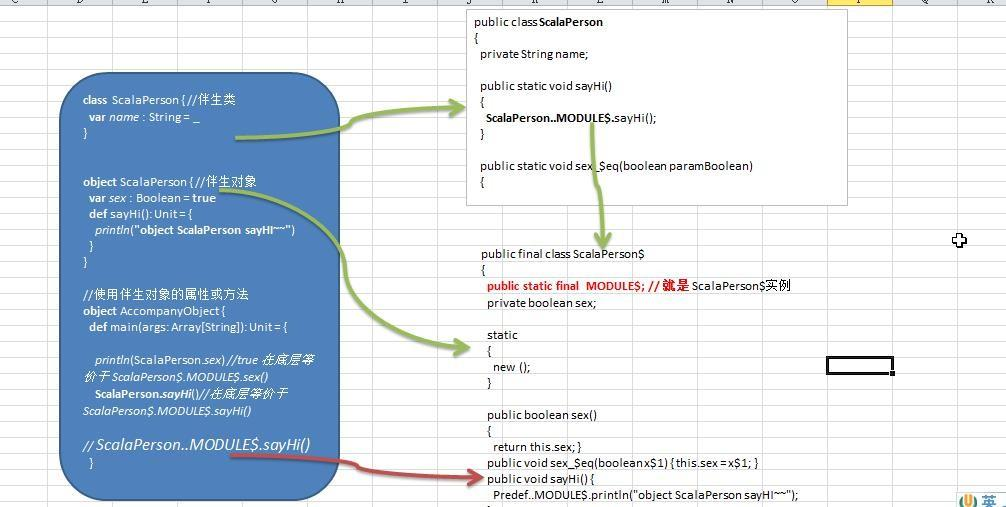 class ScalaPerson { //伴生类
var name : String = _
}
object ScalaPerson { //伴生对象
var sex : Boolean = true
def sayHi(): Unit = {
println("object ScalaPerson sayHI~~")
}
}
//使用伴生对象的属性或方法
object AccompanyObject {
def main(args: Array[String]): Unit = {
println(ScalaPerson.sex) //true 在底层等
价于 ScalaPerson$.MODULE$.sex()
ScalaPerson.sayHi()//在底层等价于
ScalaPerson$.MODULE$.sayHi()
// ScalaPerson..MODULE$.sayHi()
}
public class ScalaPerson
{
private String name;
public static void sayHi()
{
ScalaPerson..MODULE$.sayHi();
}
public static void sex_$eq(boolean paramBoolean)
{
public final class ScalaPerson$
{
public static final MODULE$; // 就是 ScalaPerson$实例
private boolean sex;
static
{
new ();
}
public boolean sex()
{
return this.sex; }
public void sex_$eq(boolean x$1) { this.sex = x$1; }
public void sayHi() {
Predef..MODULE$.println("object ScalaPerson sayHI~~");
英